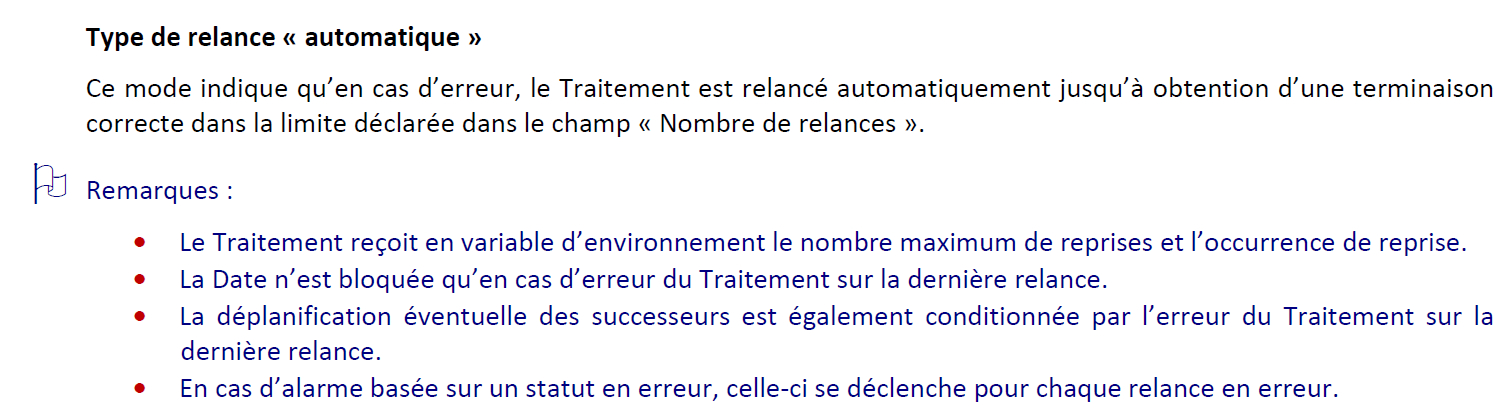 Type de relance « automatique »
Ce mode indique qu’en cas d’erreur, le Traitement est relancé automatiquement jusqu’à obtention d’une terminaison
correcte dans la limite déclarée dans le champ « Nombre de relances ».
Remarques :
• Le Traitement reçoit en variable d’environnement le nombre maximum de reprises et l’occurrence de reprise.
• La Date n’est bloquée qu’en cas d’erreur du Traitement sur la dernière relance.
• La déplanification éventuelle des successeurs est également conditionnée par l’erreur du Traitement sur la
dernière relance.
• En cas d’alarme basée sur un statut en erreur, celle-ci se déclenche pour chaque relance en erreur.